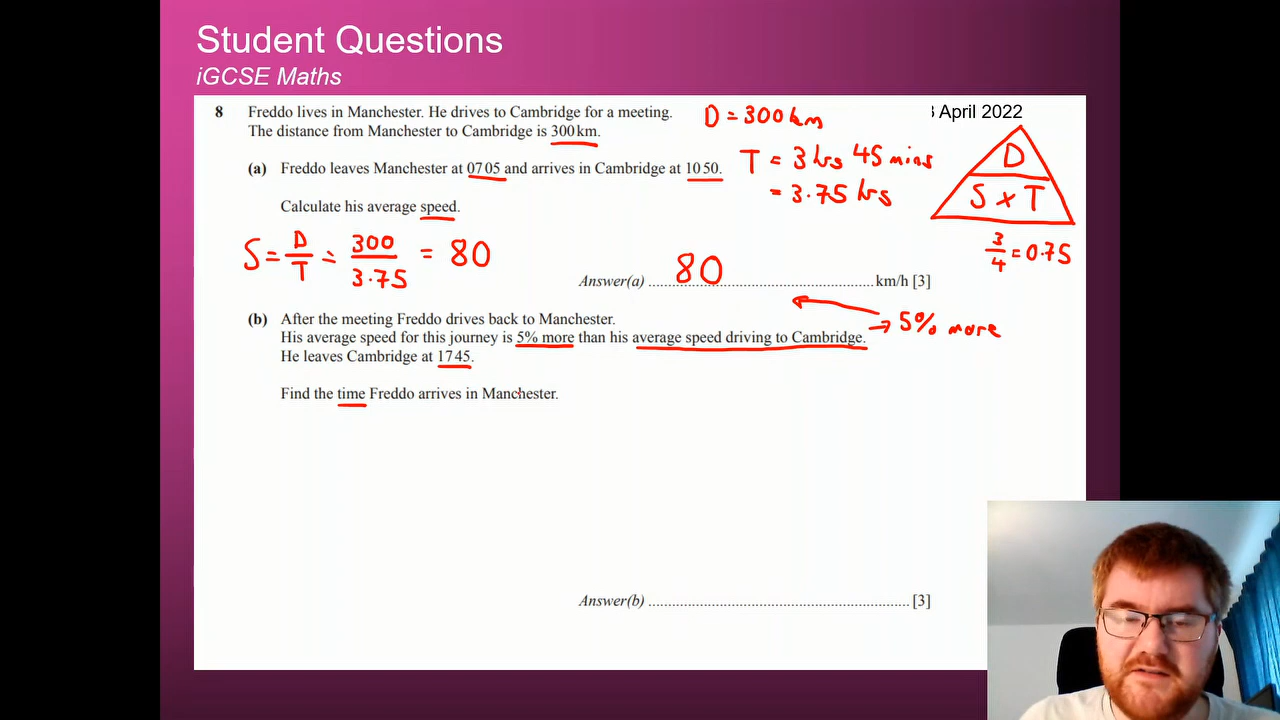 Student Questions
iGCSE Maths
8 Freddo lives in Manchester. He drives to Cambridge for a meeting.
The distance from Manchester to Cambridge is 300 km.
D = 300 km
April 2022
(a) Freddo leaves Manchester at 07 05 and arrives in Cambridge at 10 50.
T = 3 hrs 45 mins
= 3.75 hrs
D
S × T
3/4 = 0.75
Calculate his average speed.
S = D/T = 300/3.75 = 80
Answer(a) 80 km/h [3]
(b) After the meeting Freddo drives back to Manchester.
His average speed for this journey is 5% more than his average speed driving to Cambridge.
→ 5% more
He leaves Cambridge at 17 45.
Find the time Freddo arrives in Manchester.
Answer(b) [3]